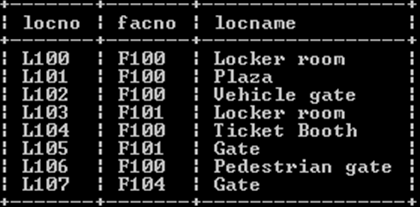 locno | facno | locname
L100 | F100 | Locker room
L101 | F100 | Plaza
L102 | F100 | Vehicle gate
L103 | F101 | Locker room
L104 | F100 | Ticket Booth
L105 | F101 | Gate
L106 | F100 | Pedestrian gate
L107 | F104 | Gate